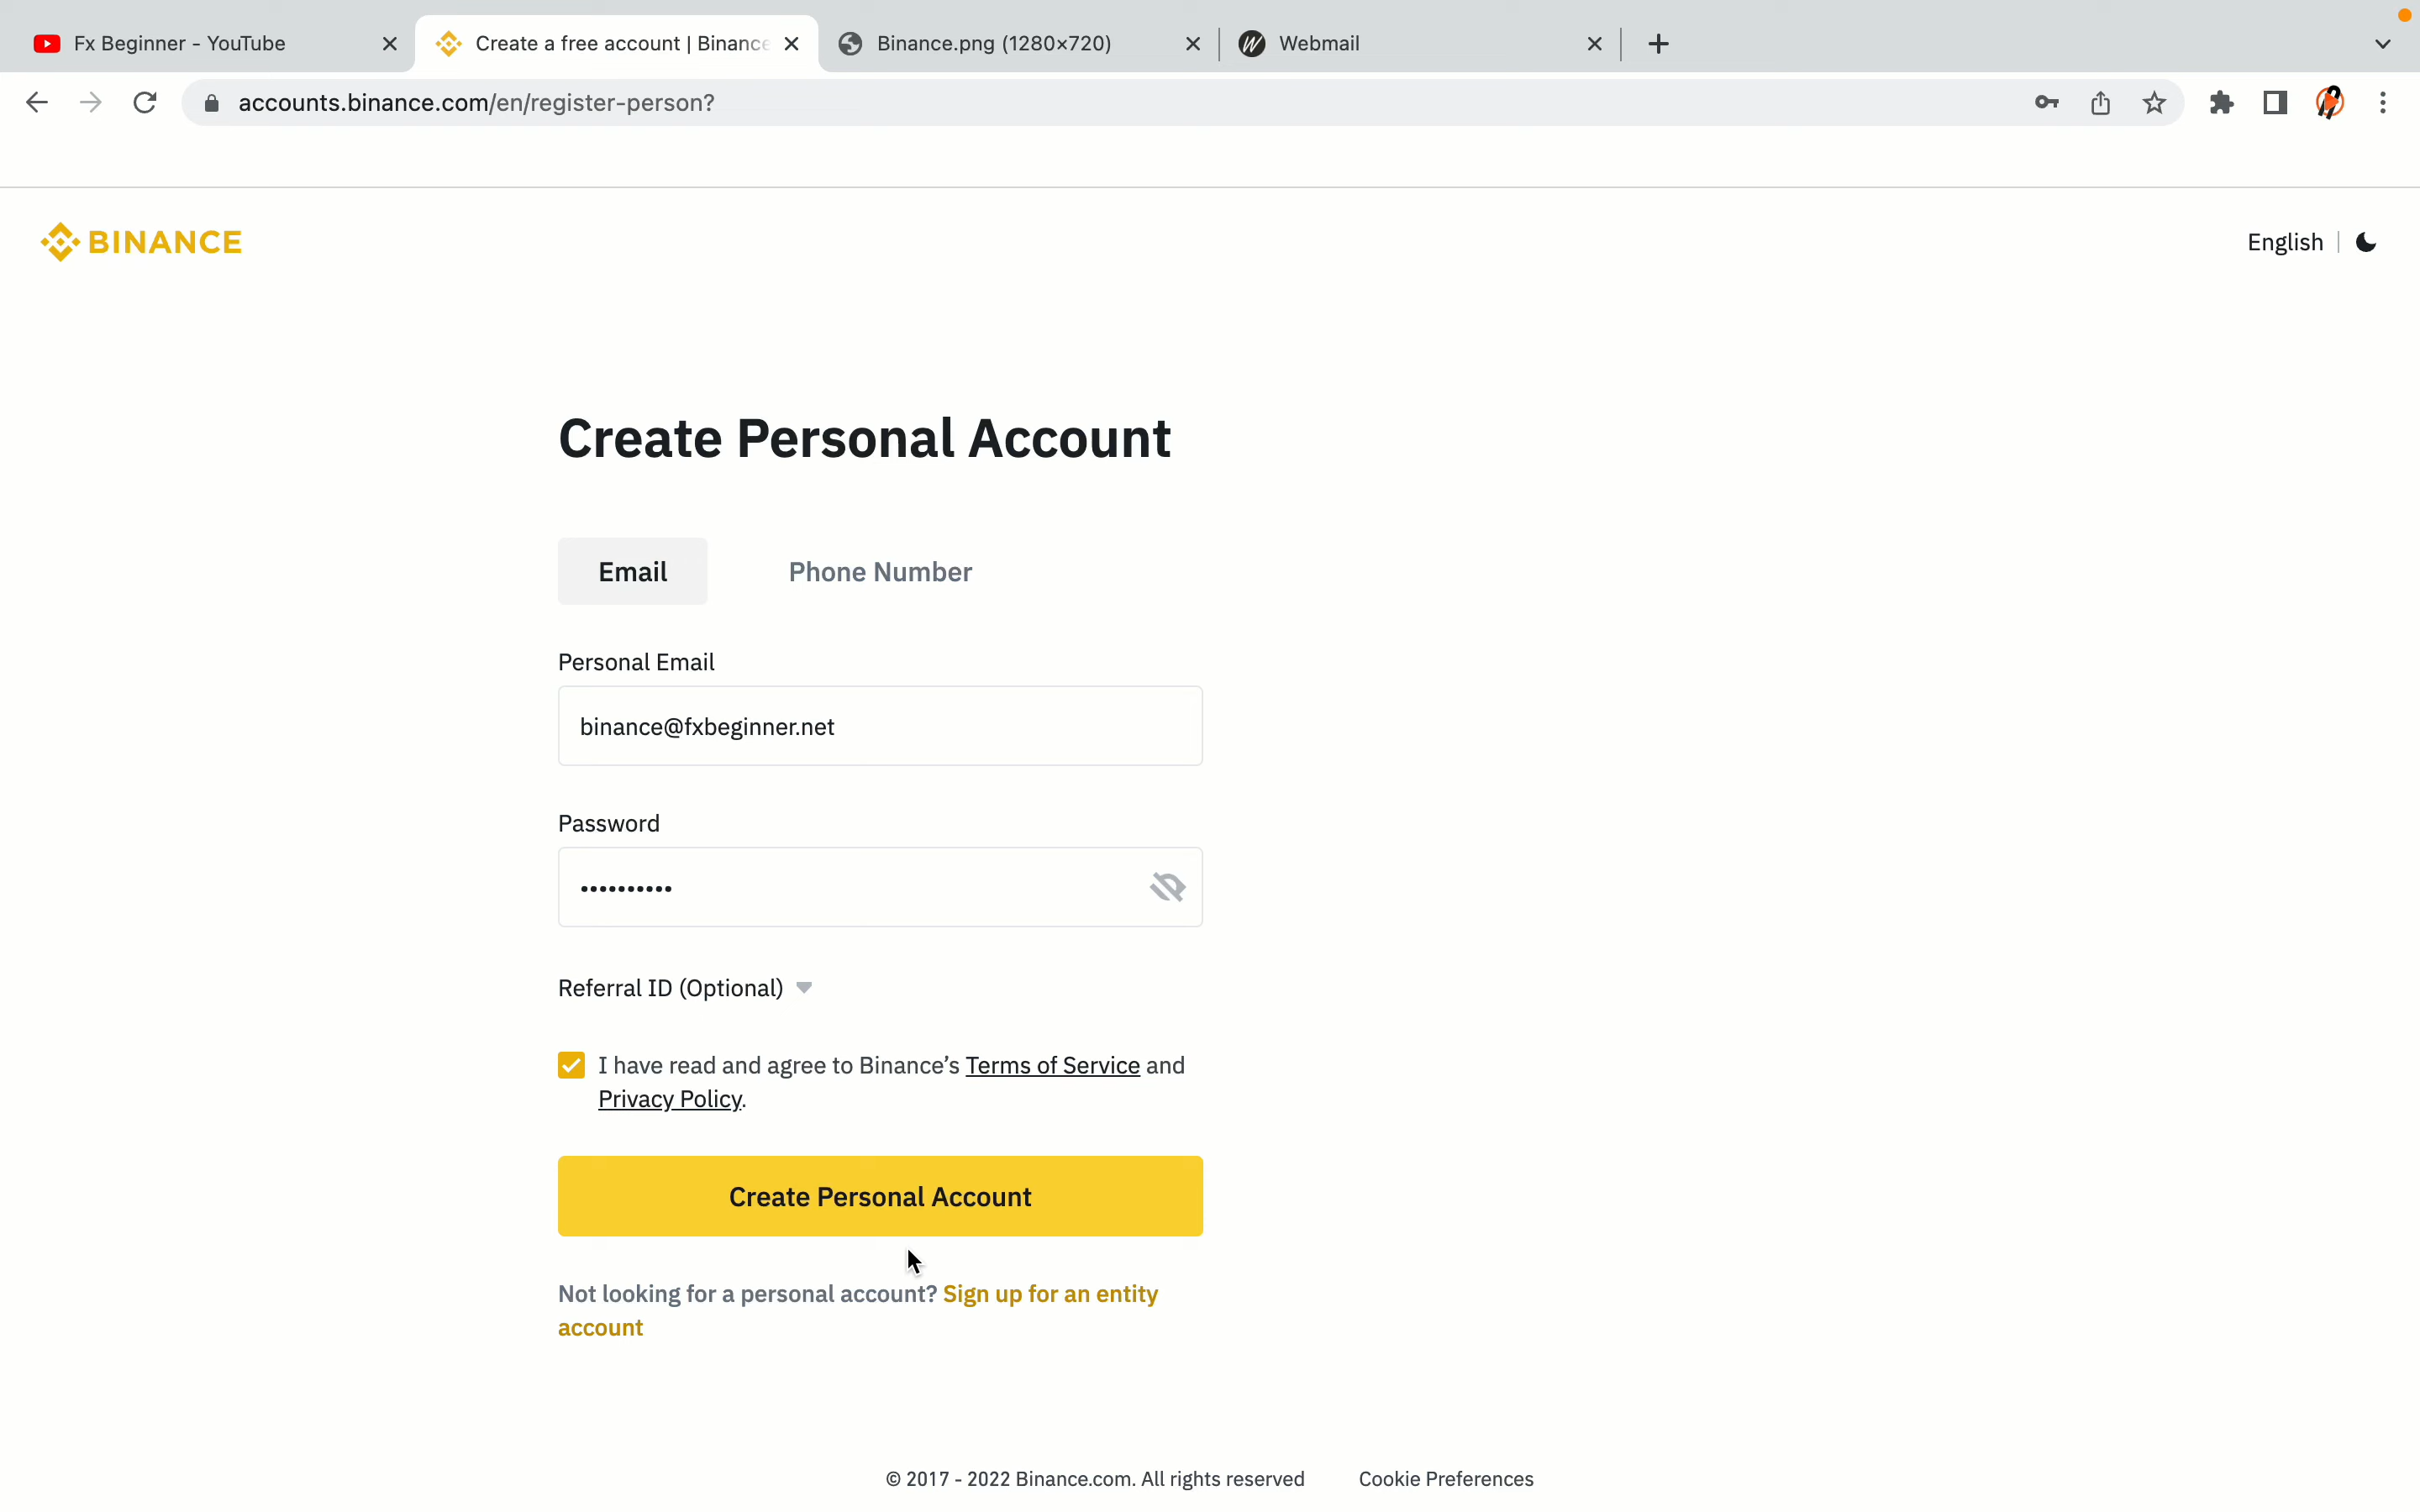 Fx Beginner - YouTube
Create a free account | Binance
Binance.png (1280×720)
Webmail
accounts.binance.com/en/register-person?
BINANCE
English
Create Personal Account
Email
Phone Number
Personal Email
binance@fxbeginner.net
Password
••••••••••
Referral ID (Optional)
I have read and agree to Binance’s Terms of Service and
Privacy Policy.
Create Personal Account
Not looking for a personal account? Sign up for an entity
account
© 2017 - 2022 Binance.com. All rights reserved
Cookie Preferences